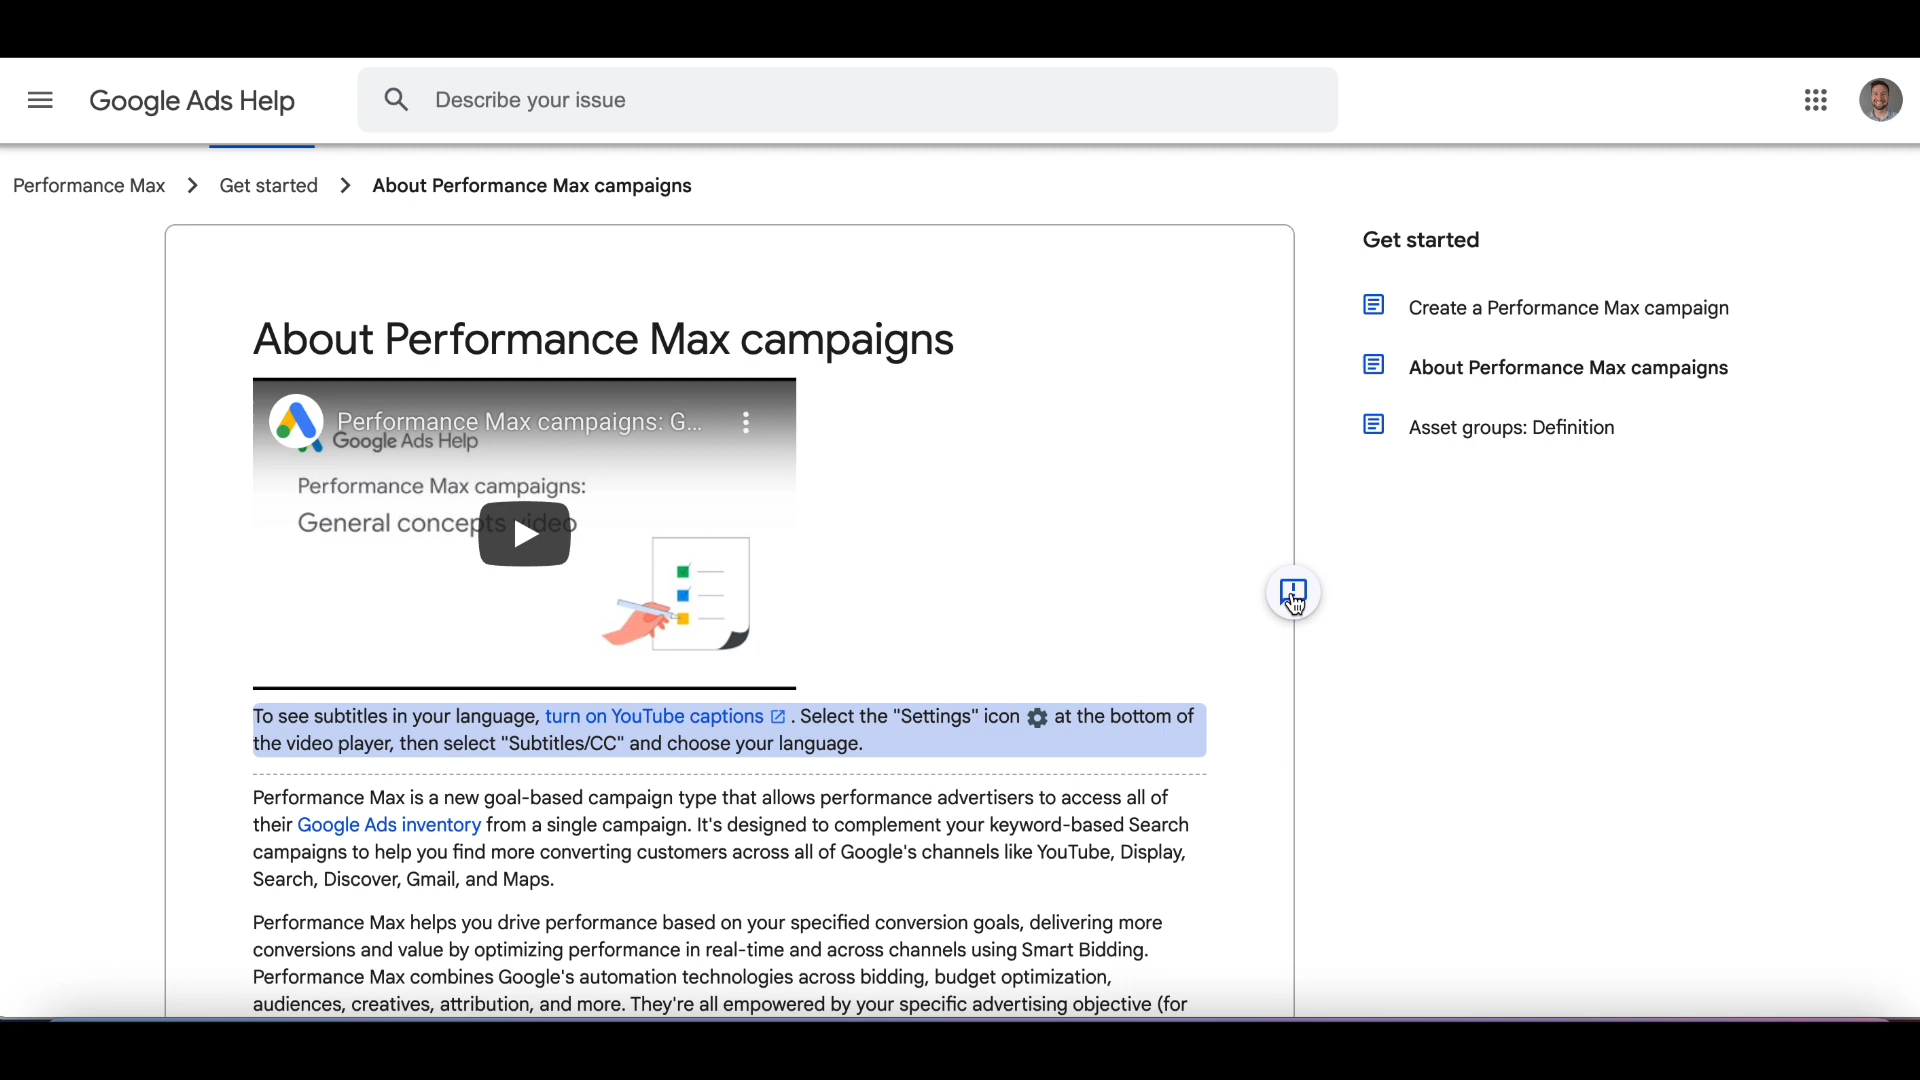 Google Ads Help
Describe your issue
Performance Max
Get started
About Performance Max campaigns
About Performance Max campaigns
Performance Max campaigns: G...
Google Ads Help
Performance Max campaigns:
General concepts video
To see subtitles in your language, turn on YouTube captions . Select the "Settings" icon at the bottom of
the video player, then select "Subtitles/CC" and choose your language.
Performance Max is a new goal-based campaign type that allows performance advertisers to access all of
their Google Ads inventory from a single campaign. It's designed to complement your keyword-based Search
campaigns to help you find more converting customers across all of Google's channels like YouTube, Display,
Search, Discover, Gmail, and Maps.
Performance Max helps you drive performance based on your specified conversion goals, delivering more
conversions and value by optimizing performance in real-time and across channels using Smart Bidding.
Performance Max combines Google's automation technologies across bidding, budget optimization,
audiences, creatives, attribution, and more. They're all empowered by your specific advertising objective (for
Get started
Create a Performance Max campaign
About Performance Max campaigns
Asset groups: Definition